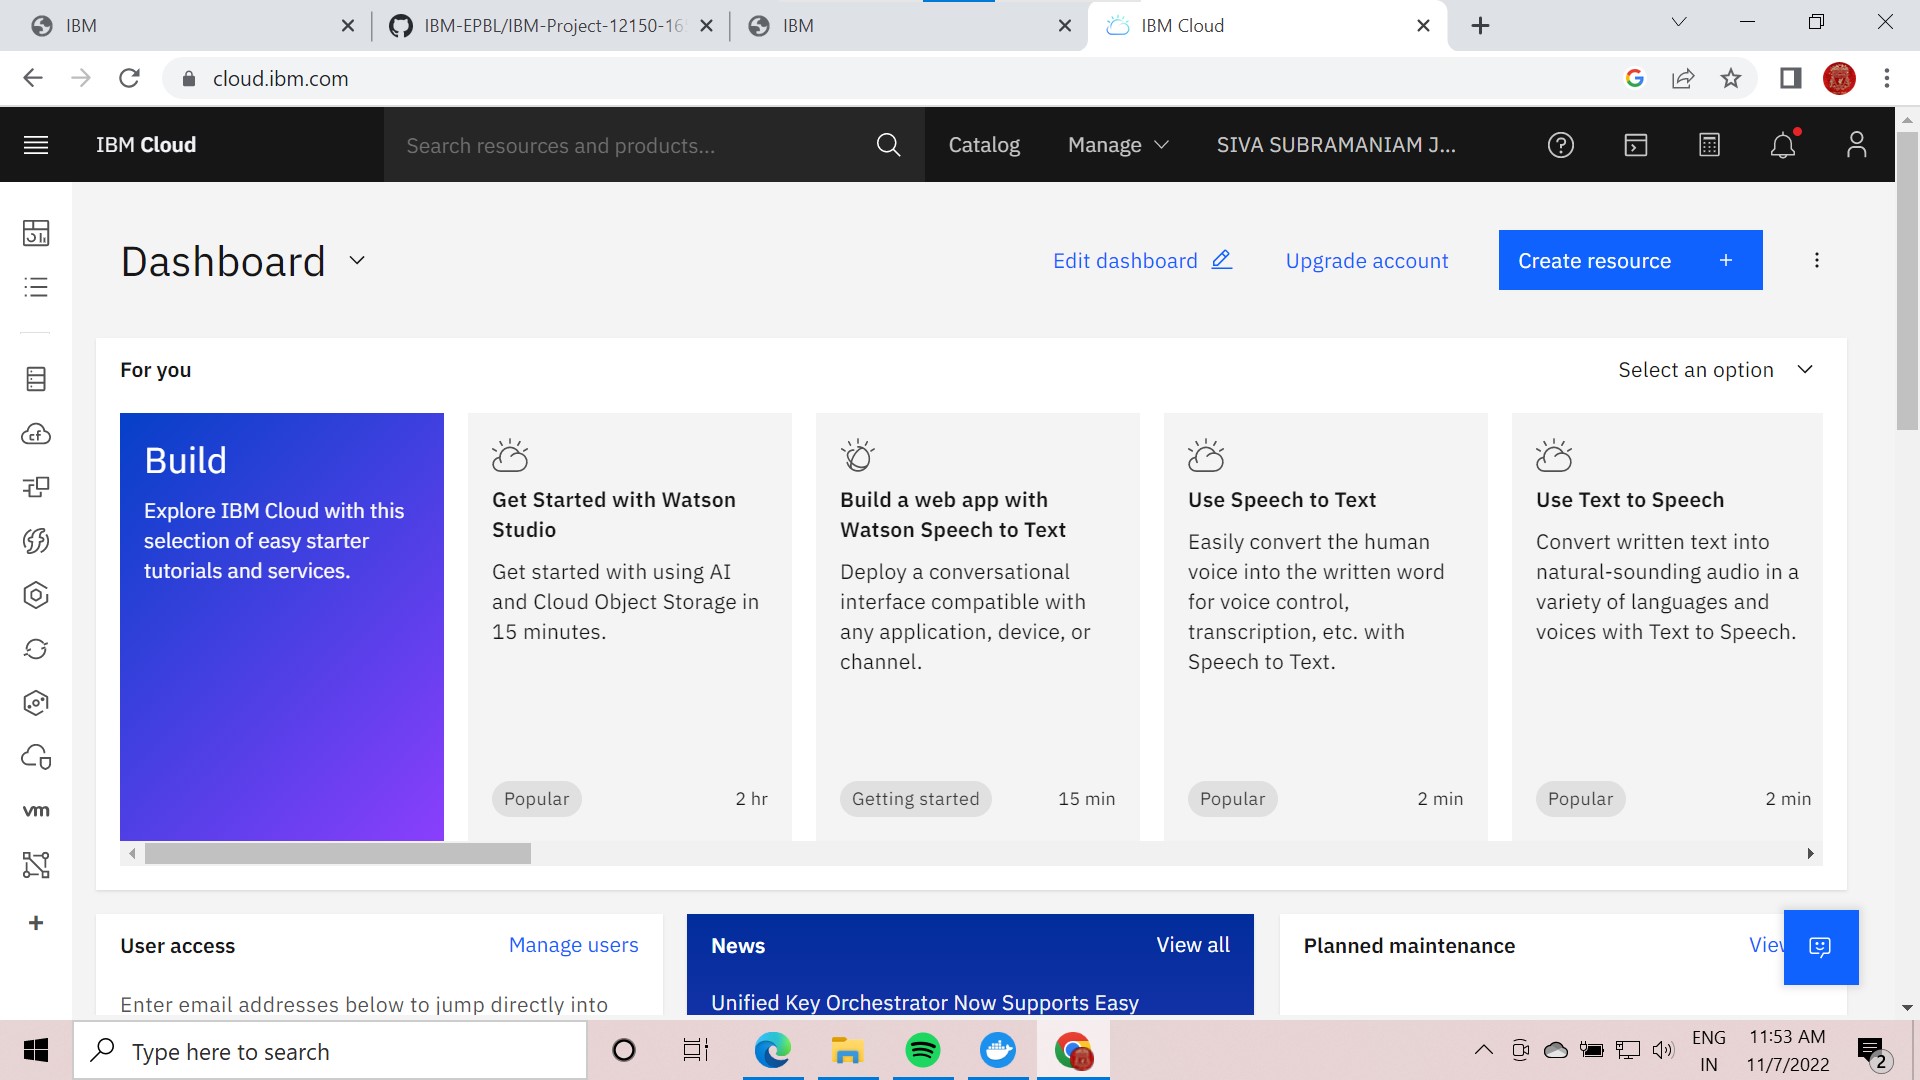 IBM
IBM-EPBL/IBM-Project-12150-16
IBM
IBM Cloud
cloud.ibm.com
IBM Cloud
Search resources and products...
Catalog
Manage
SIVA SUBRAMANIAM J...
Dashboard
Edit dashboard
Upgrade account
Create resource +
For you
Select an option
Build
Explore IBM Cloud with this
selection of easy starter
tutorials and services.
Get Started with Watson
Studio
Get started with using AI
and Cloud Object Storage in
15 minutes.
Popular
2 hr
Build a web app with
Watson Speech to Text
Deploy a conversational
interface compatible with
any application, device, or
channel.
Getting started
15 min
Use Speech to Text
Easily convert the human
voice into the written word
for voice control,
transcription, etc. with
Speech to Text.
Popular
2 min
Use Text to Speech
Convert written text into
natural-sounding audio in a
variety of languages and
voices with Text to Speech.
Popular
2 min
cf
vm
User access
Manage users
Enter email addresses below to jump directly into
News
View all
Unified Key Orchestrator Now Supports Easy
Planned maintenance
Type here to search
ENG
IN
11:53 AM
11/7/2022
2